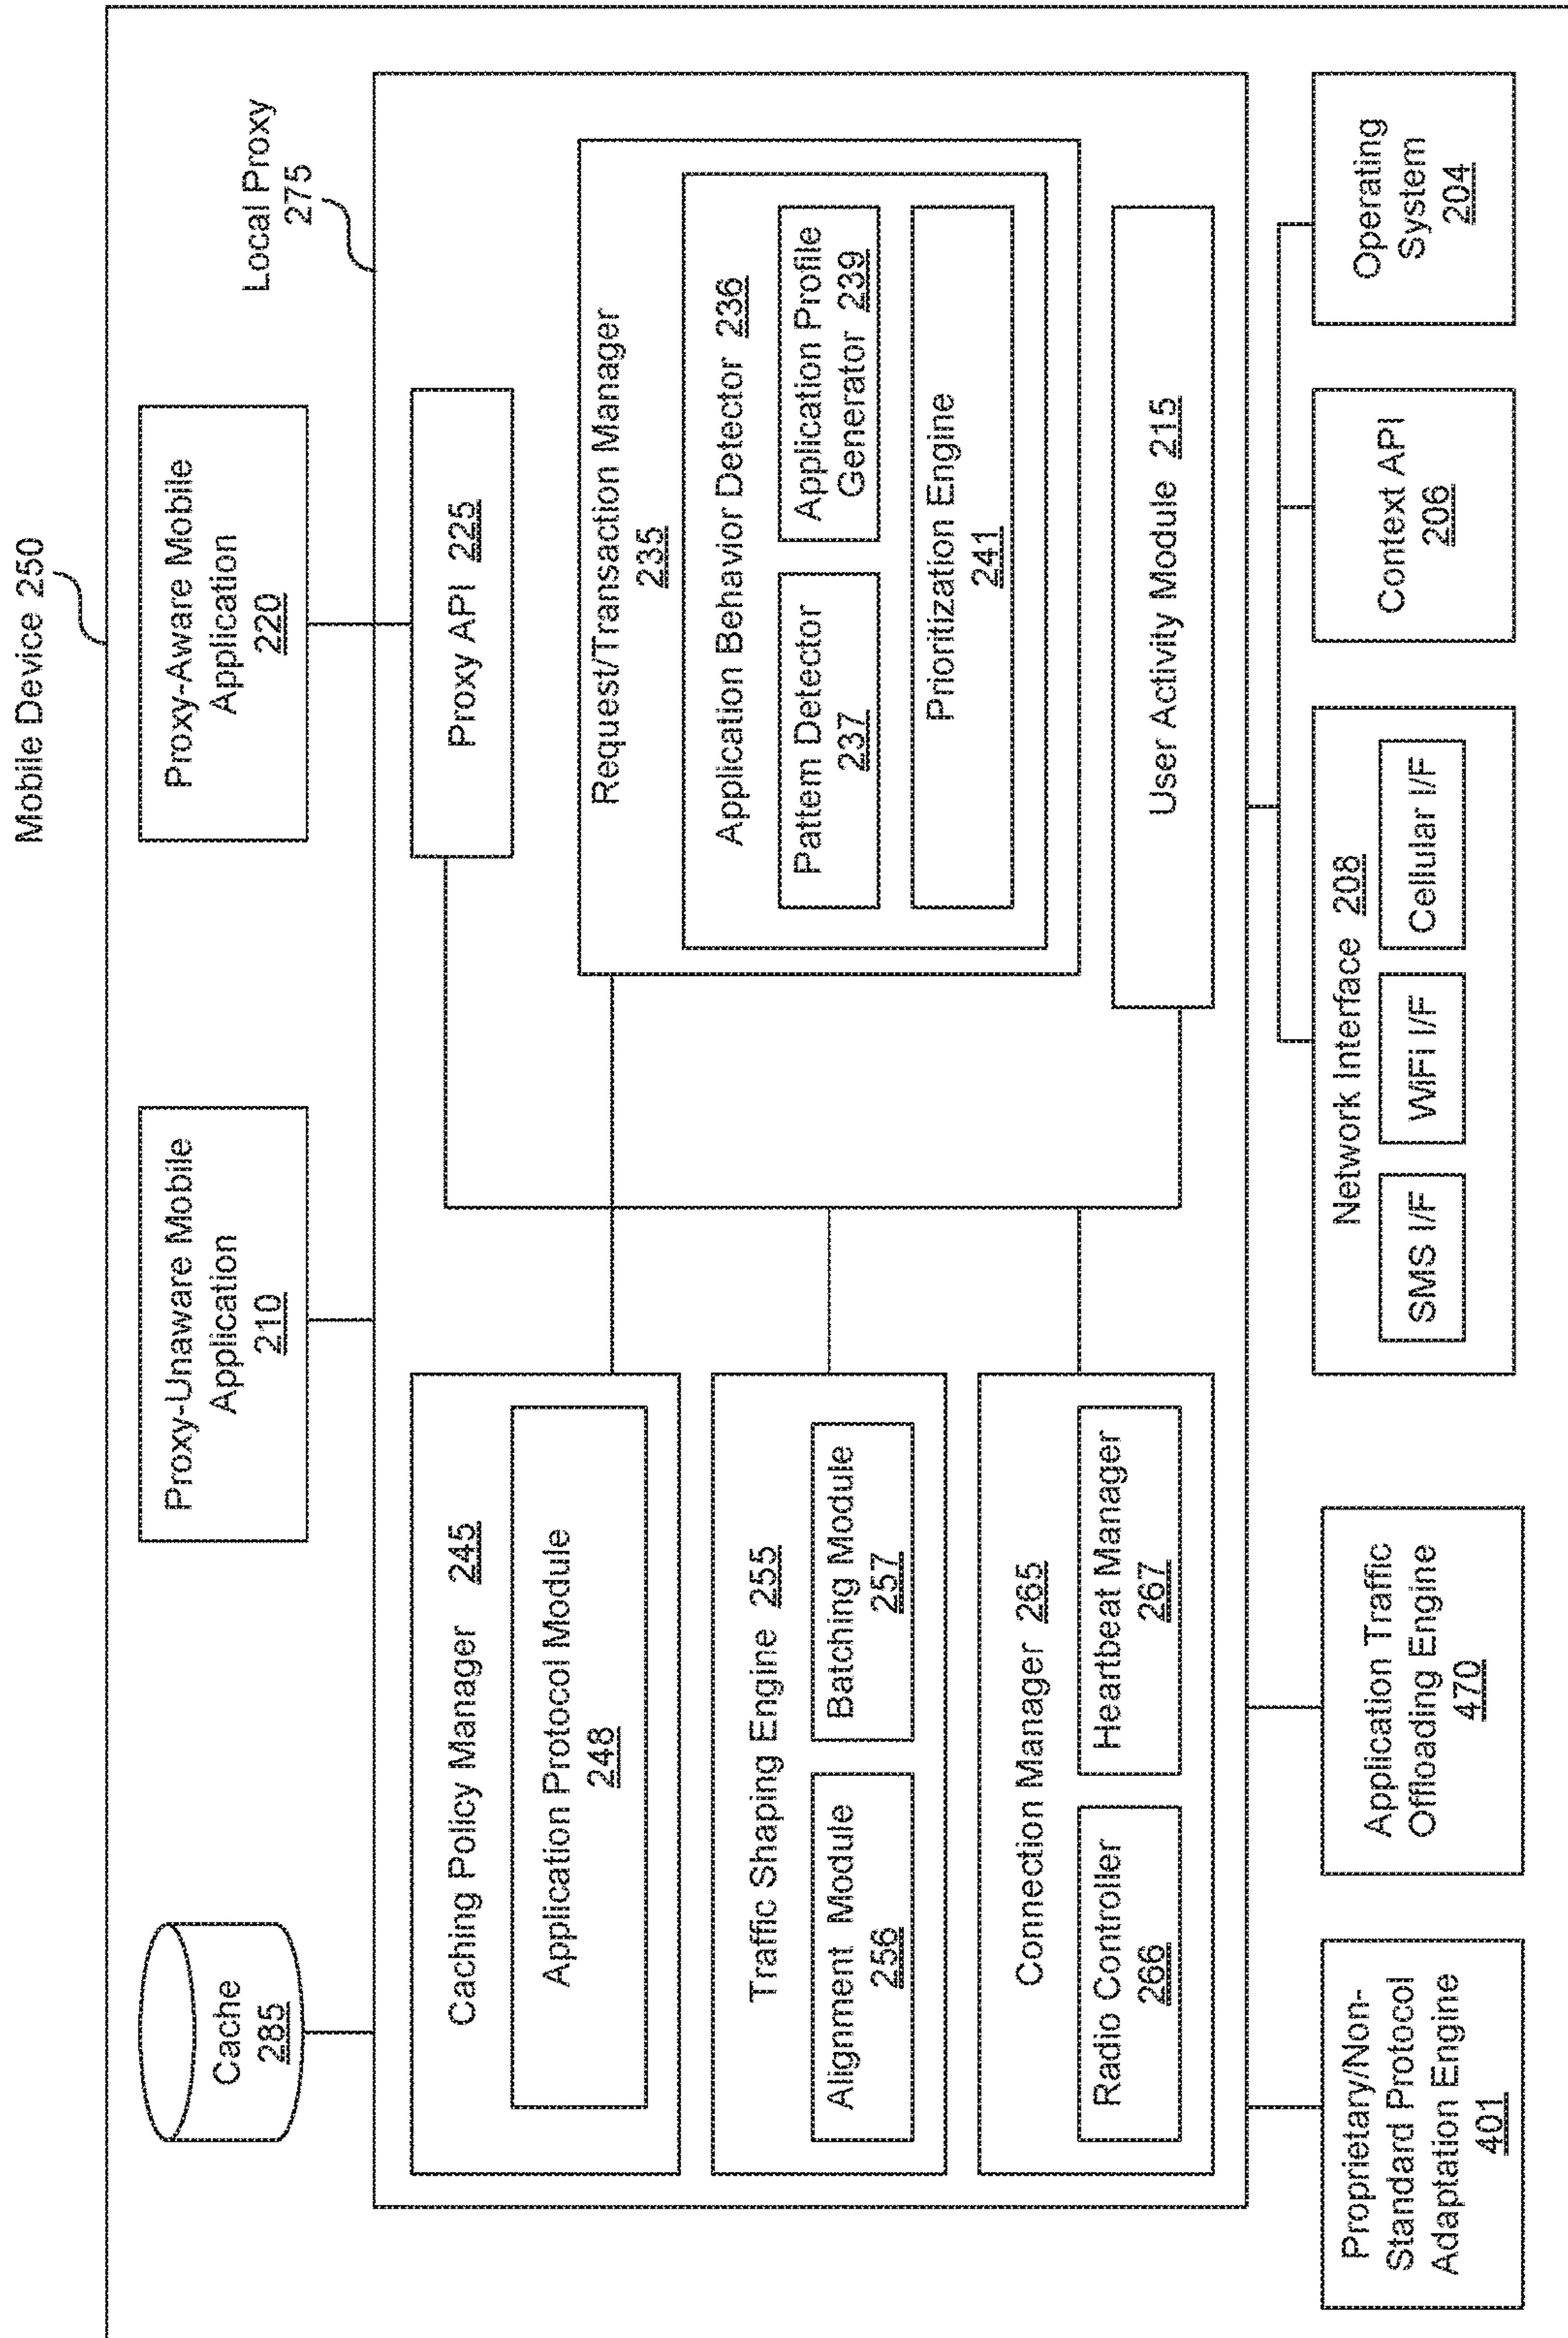 Mobile Device 250
Cache
285
Proxy-Unaware Mobile
Application
210
Proxy-Aware Mobile
Application
220
Local Proxy
275
Caching Policy Manager 245
Application Protocol Module
248
Traffic Shaping Engine 255
Alignment Module
256
Batching Module
257
Connection Manager 265
Radio Controller
266
Heartbeat Manager
267
Proxy API 225
Request/Transaction Manager
235
Application Behavior Detector 236
Pattern Detector
237
Application Profile
Generator 239
Prioritization Engine
241
User Activity Module 215
Proprietary/Non-
Standard Protocol
Adaptation Engine
401
Application Traffic
Offloading Engine
470
Network Interface 208
SMS I/F
WiFi I/F
Cellular I/F
Context API
206
Operating
System
204